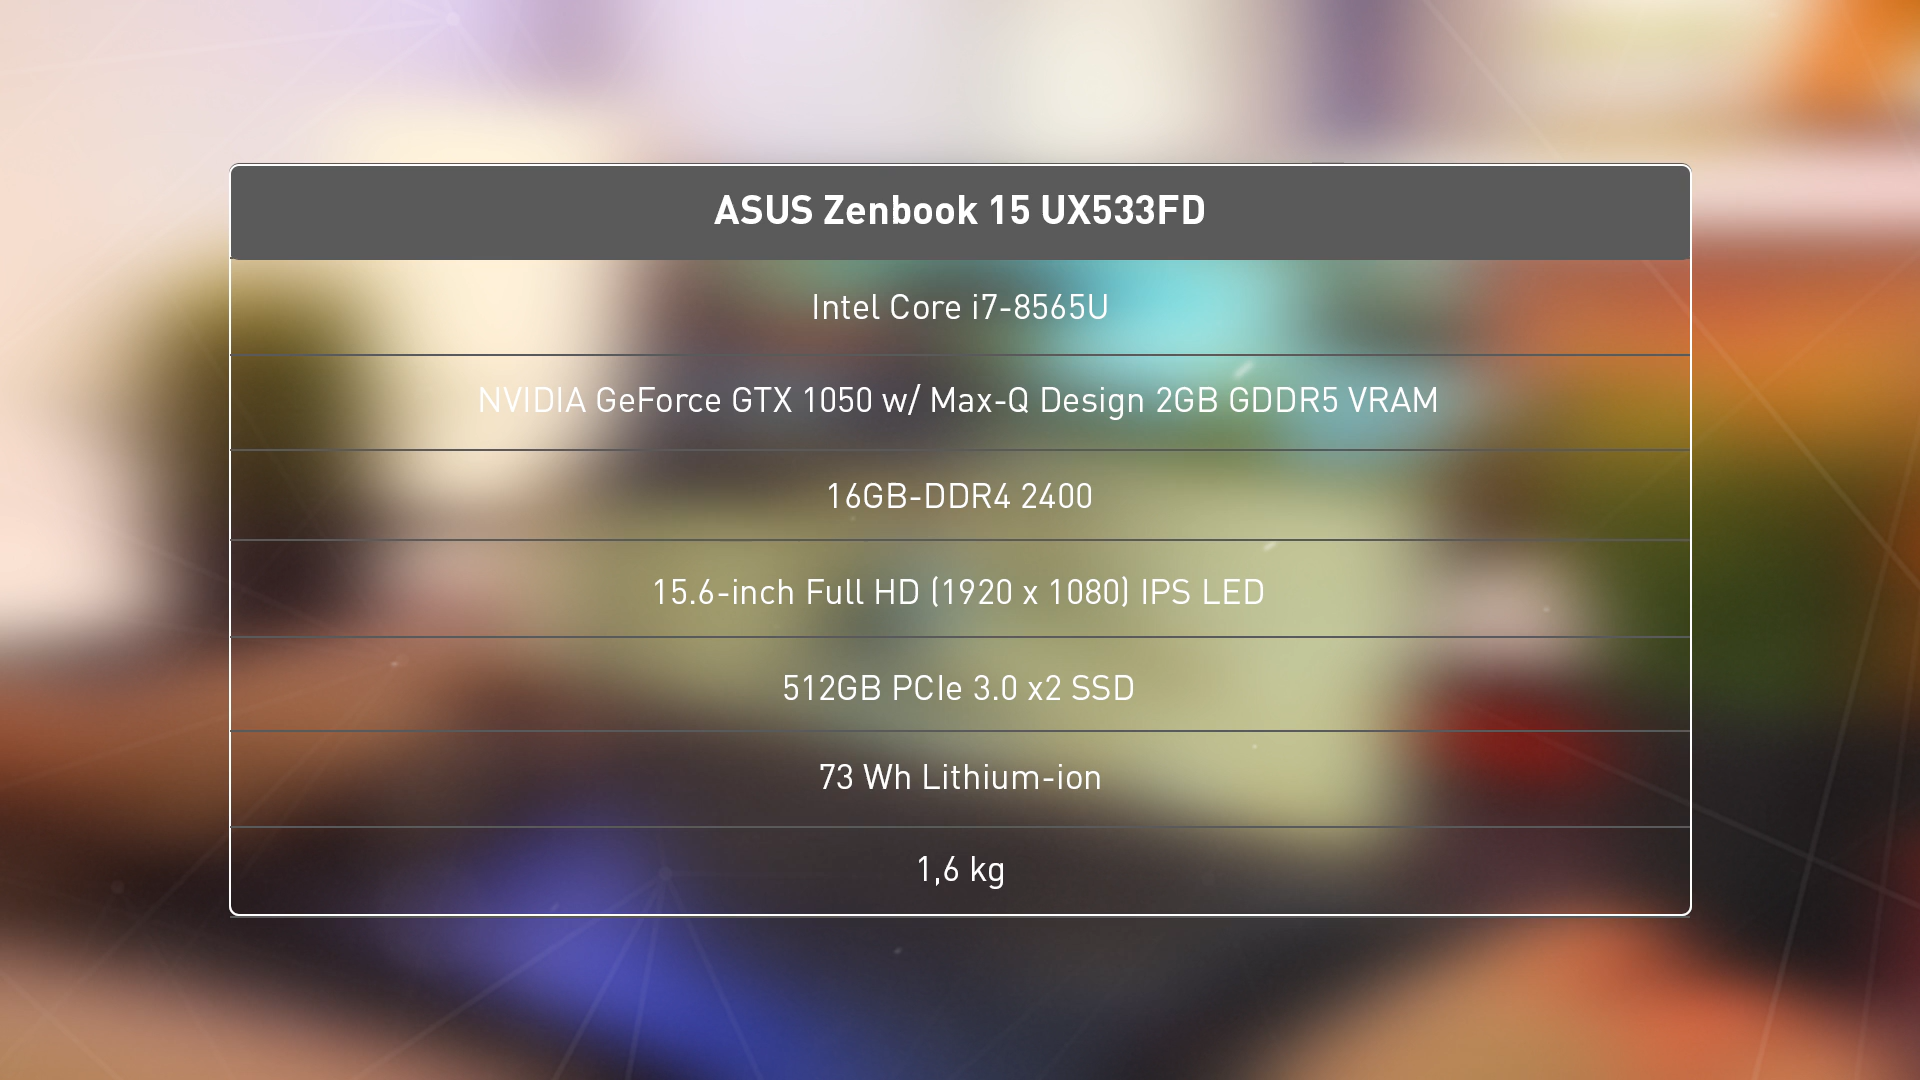 ASUS Zenbook 15 UX533FD
Intel Core i7-8565U
NVIDIA GeForce GTX 1050 w/ Max-Q Design 2GB GDDR5 VRAM
16GB-DDR4 2400
15.6-inch Full HD (1920 x 1080) IPS LED
512GB PCIe 3.0 x2 SSD
73 Wh Lithium-ion
1,6 kg